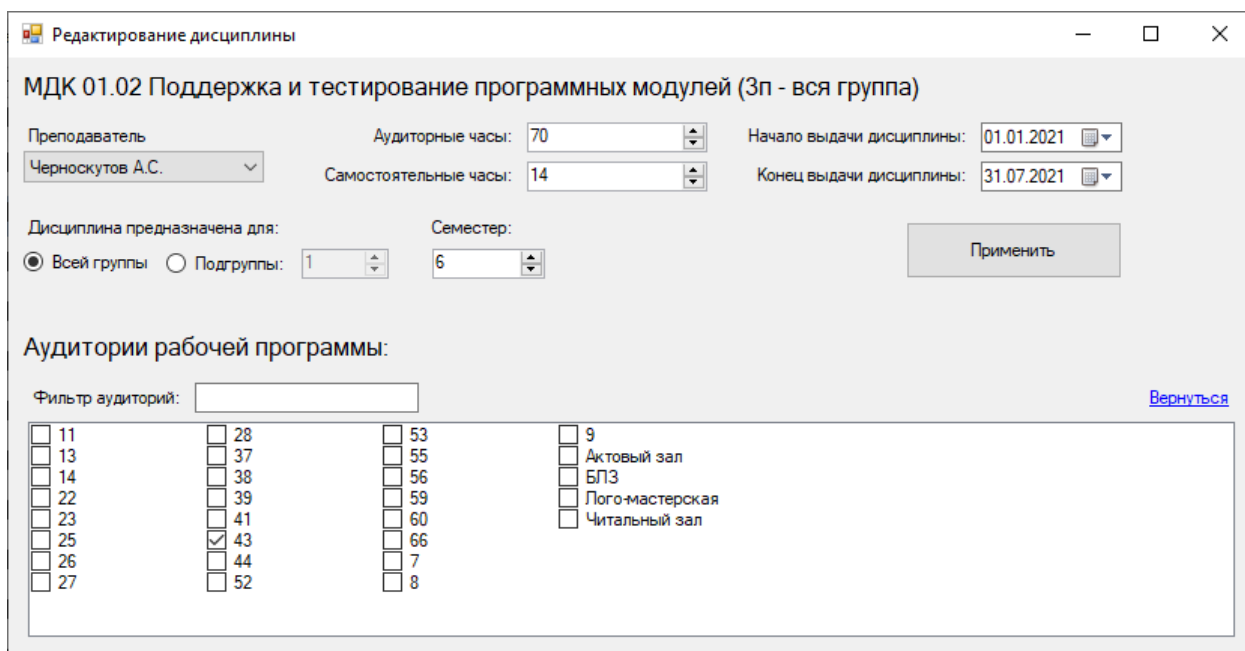 Редактирование дисциплины
МДК 01.02 Поддержка и тестирование программных модулей (3п - вся группа)
Преподаватель
Аудиторные часы: 70
Начало выдачи дисциплины: 01.01.2021
Черноскутов А.С.
Самостоятельные часы: 14
Конец выдачи дисциплины: 31.07.2021
Дисциплина предназначена для:
Семестр:
Всей группы Подгруппы: 1
6
Применить
Аудитории рабочей программы:
Фильтр аудиторий:
Вернуться
11 28 53 9
13 37 55 Актовый зал
14 38 56 БПЗ
22 39 59 Лого-мастерская
23 41 60 Читальный зал
25 43 66
26 44 7
27 52 8